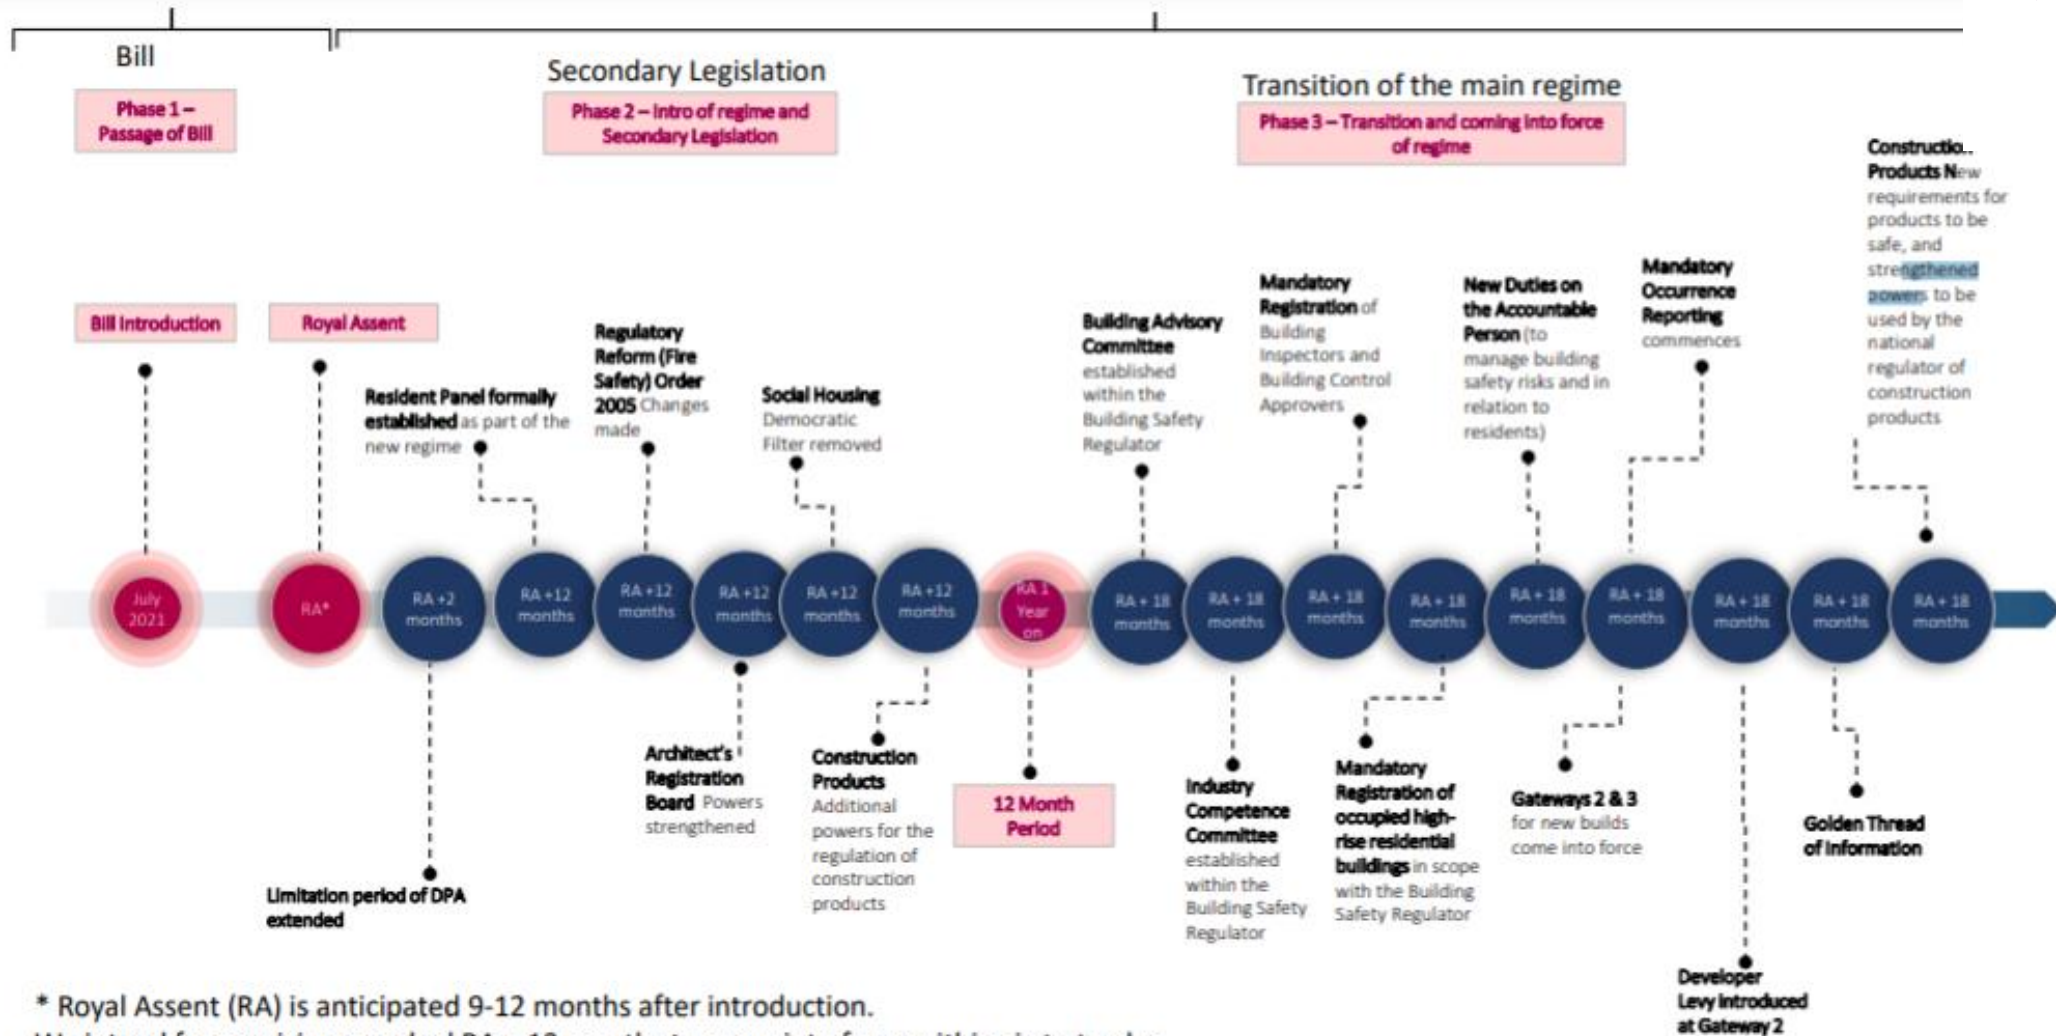 Bill
Phase 1 –
Passage of Bill
Secondary Legislation
Phase 2 – Intro of regime and
Secondary Legislation
Transition of the main regime
Phase 3 – Transition and coming into force
of regime
Bill Introduction
Royal Assent
Resident Panel formally
established as part of the
new regime
Regulatory
Reform (Fire
Safety) Order
2005 Changes
made
Social Housing
Democratic
Filter removed
Building Advisory
Committee
established
within the
Building Safety
Regulator
Mandatory
Registration of
Building
Inspectors and
Building Control
Approvers
New Duties on
the Accountable
Person (to
manage building
safety risks and in
relation to
residents)
Mandatory
Occurrence
Reporting
commences
Products New
requirements for
products to be
safe, and
strengthened
powers to be
used by the
national
regulator of
construction
products
July
2021
RA*
RA +2
months
RA +12
months
RA +12
months
RA +12
months
RA +12
months
RA +12
months
RA 1
Year
on
RA + 18
months
RA + 18
months
RA + 18
months
RA + 18
months
RA + 18
months
RA + 18
months
RA + 18
months
RA + 18
months
RA + 18
months
Limitation period of DPA
extended
Architect's
Registration
Board Powers
strengthened
Construction
Products
Additional
powers for the
regulation of
construction
products
12 Month
Period
Industry
Competence
Committee
established
within the
Building Safety
Regulator
Mandatory
Registration of
occupied high-
rise residential
buildings in scope
with the Building
Safety Regulator
Gateways 2 & 3
for new builds
come into force
Developer
Levy introduced
at Gateway 2
Golden Thread
of Information
* Royal Assent (RA) is anticipated 9-12 months after introduction.